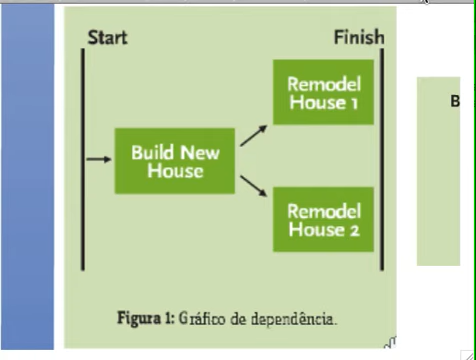 Start
Finish
Remodel
House 1
Build New
House
Remodel
House 2
Figura 1: Gráfico de dependência.
B